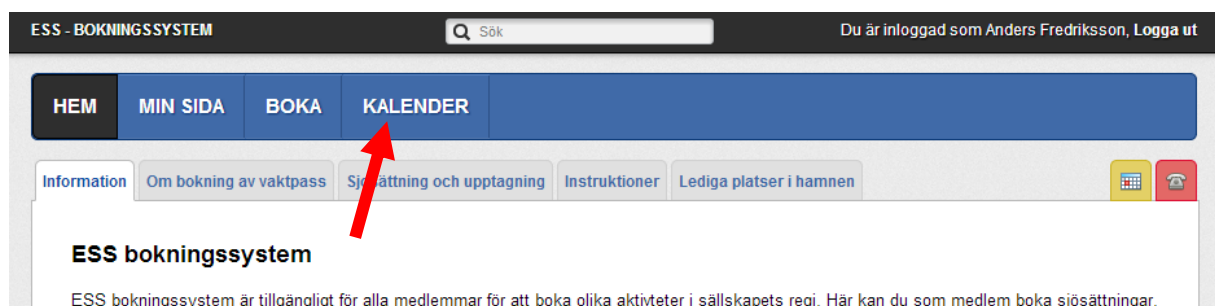 ESS - BOKNINGSSYSTEM Sök Du är inloggad som Anders Fredriksson, Logga ut
HEM MIN SIDA BOKA KALENDER
Information Om bokning av vaktpass Sjösättning och upptagning Instruktioner Lediga platser i hamnen
ESS bokningssystem
ESS bokningssystem är tillgängligt för alla medlemmar för att boka olika aktivteter i sällskapets regi. Här kan du som medlem boka sjösättningar,